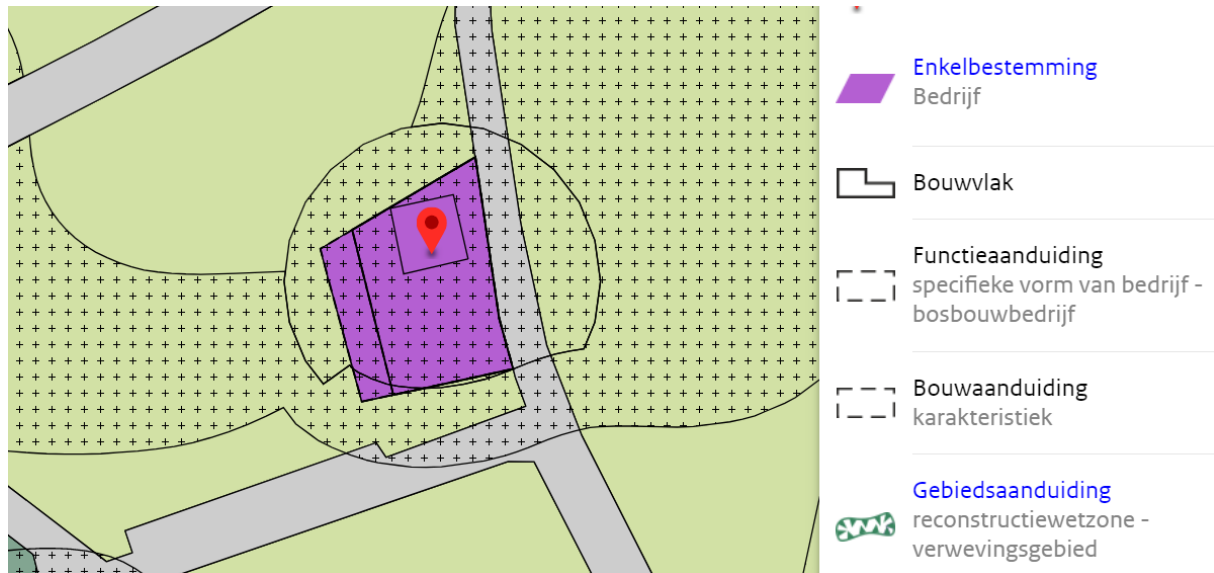 Enkelbestemming
Bedrijf
Bouwvlak
Functieaanduiding
specifieke vorm van bedrijf -
bosbouwbedrijf
Bouwaanduiding
karakteristiek
Gebiedsaanduiding
reconstructiewetzone -
verwevingsgebied